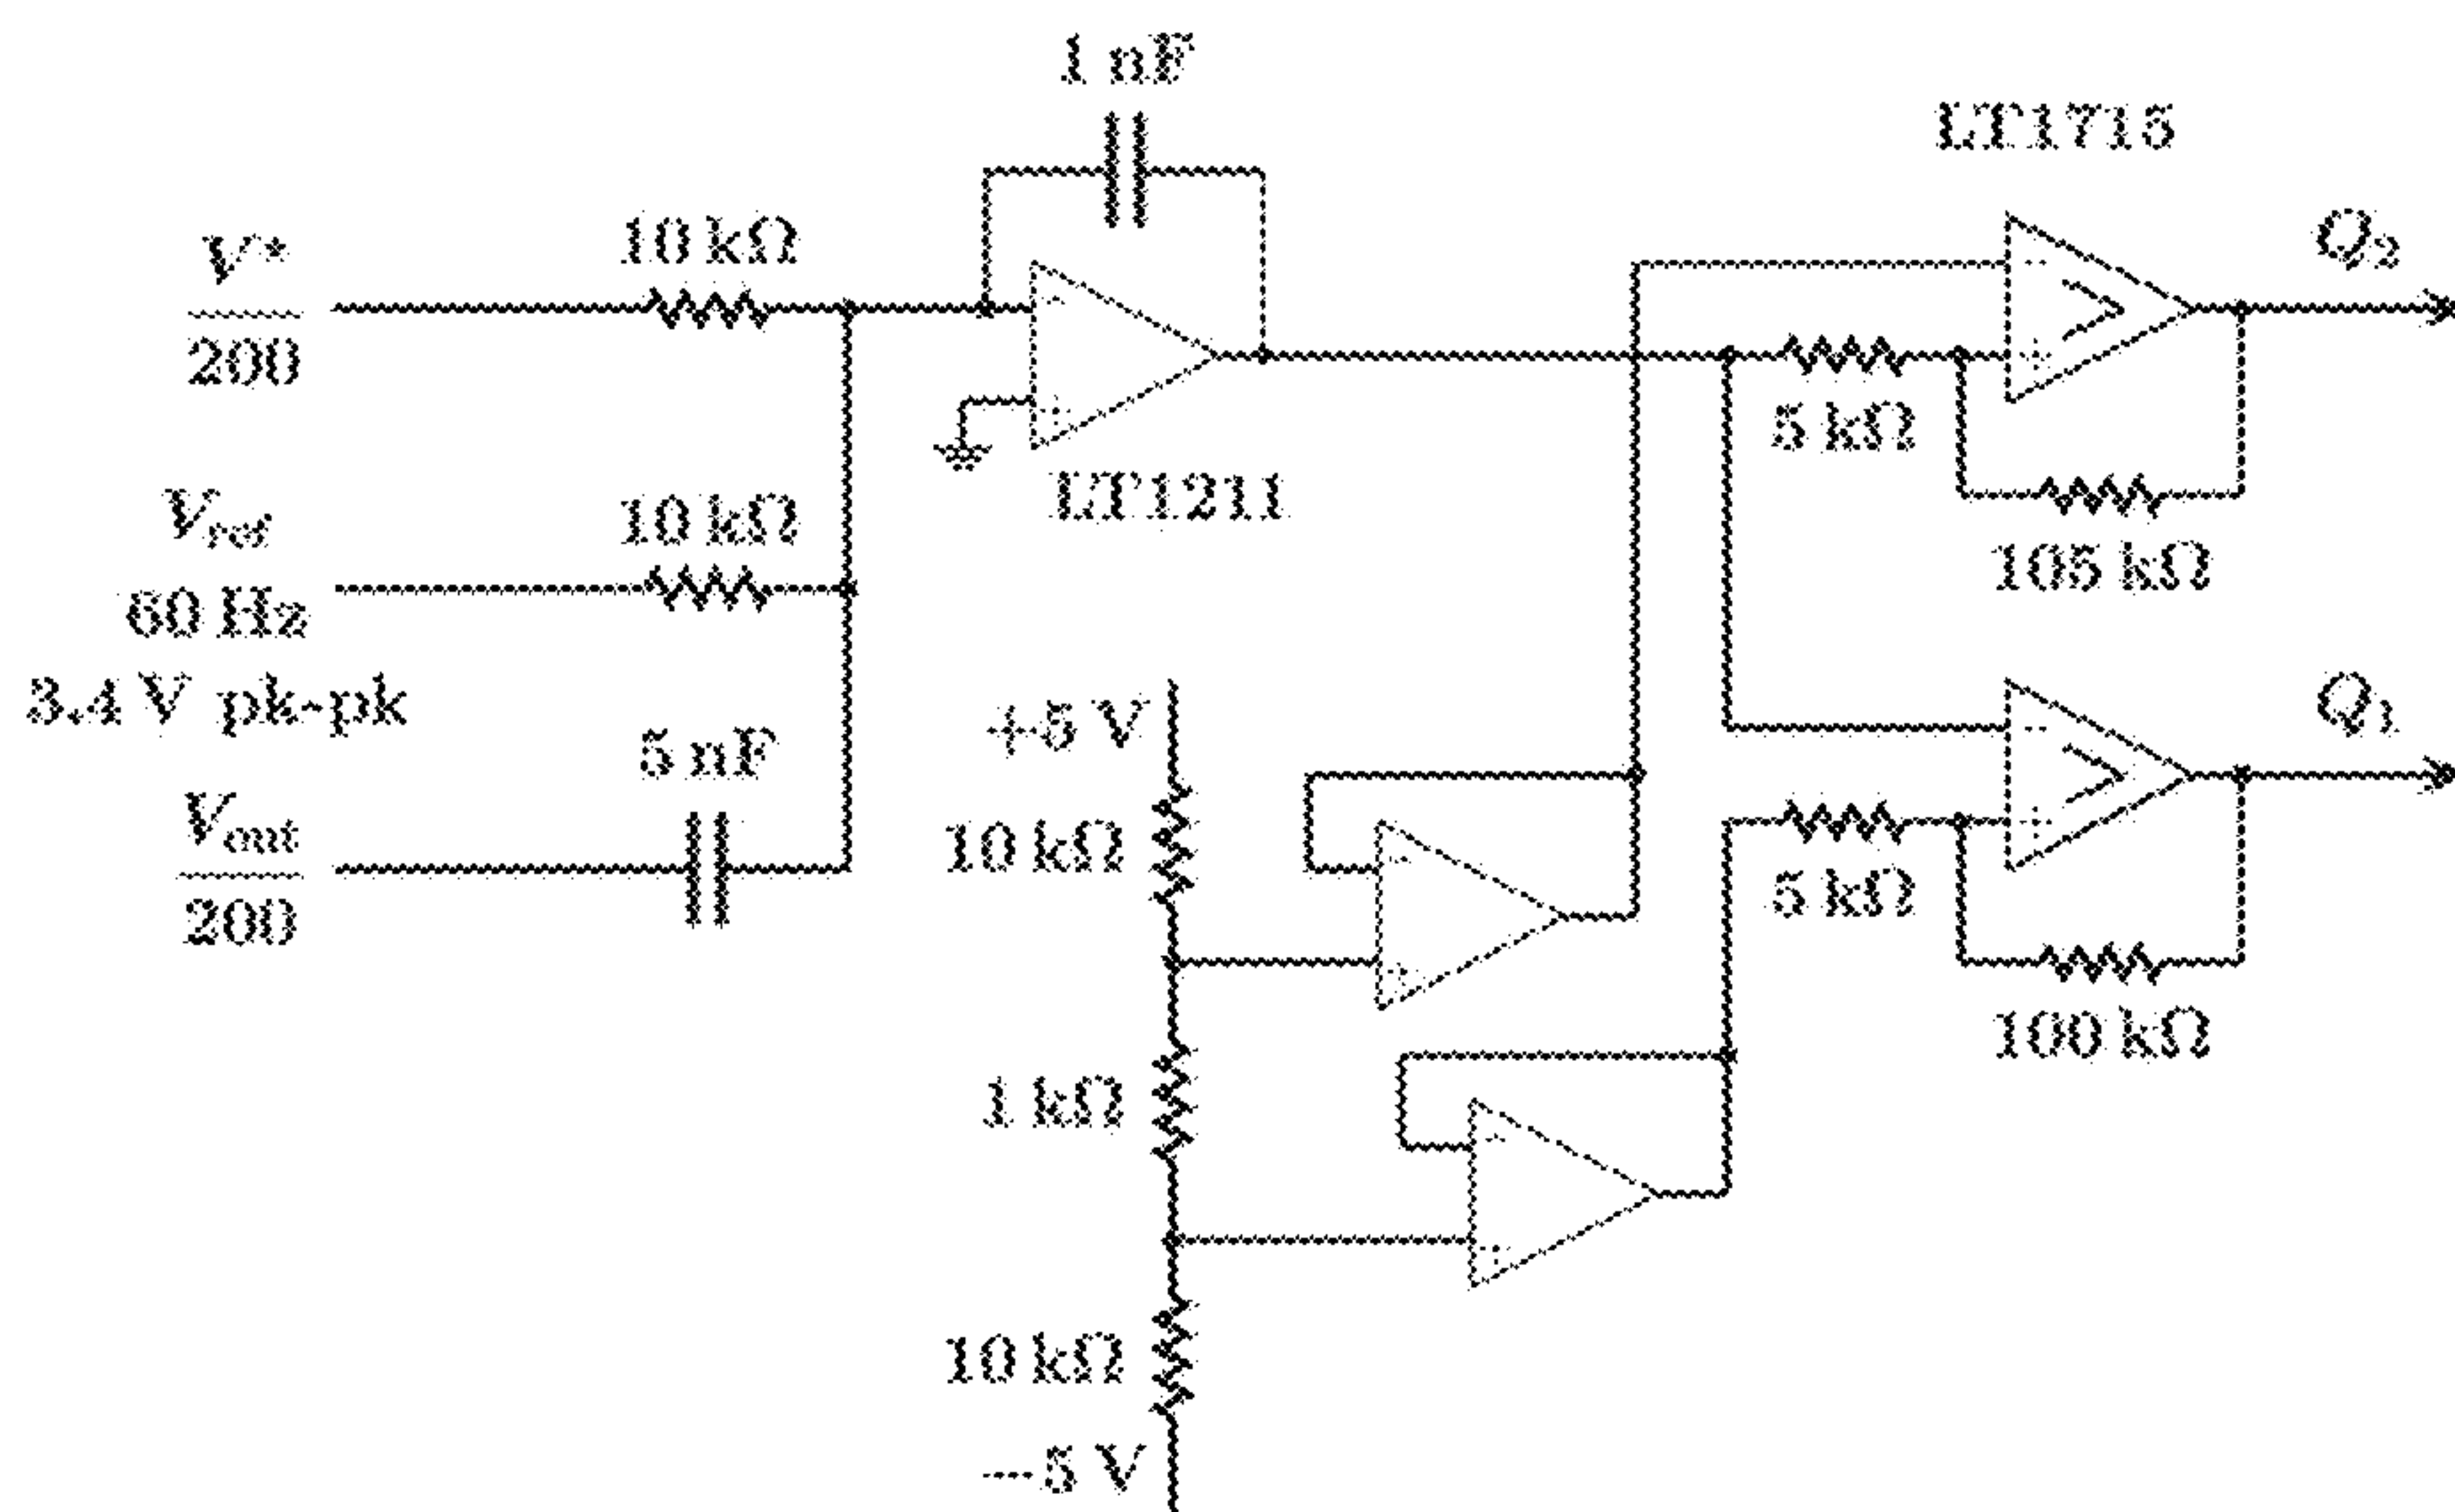 1 nF
LT1715
V*
200
10 kΩ
Q2
5 kΩ
105 kΩ
LT1211
Vref
60 Hz
3.4 V pk-pk
10 kΩ
Vout
200
5 nF
+5 V
10 kΩ
1 kΩ
10 kΩ
−5 V
Q1
5 kΩ
100 kΩ